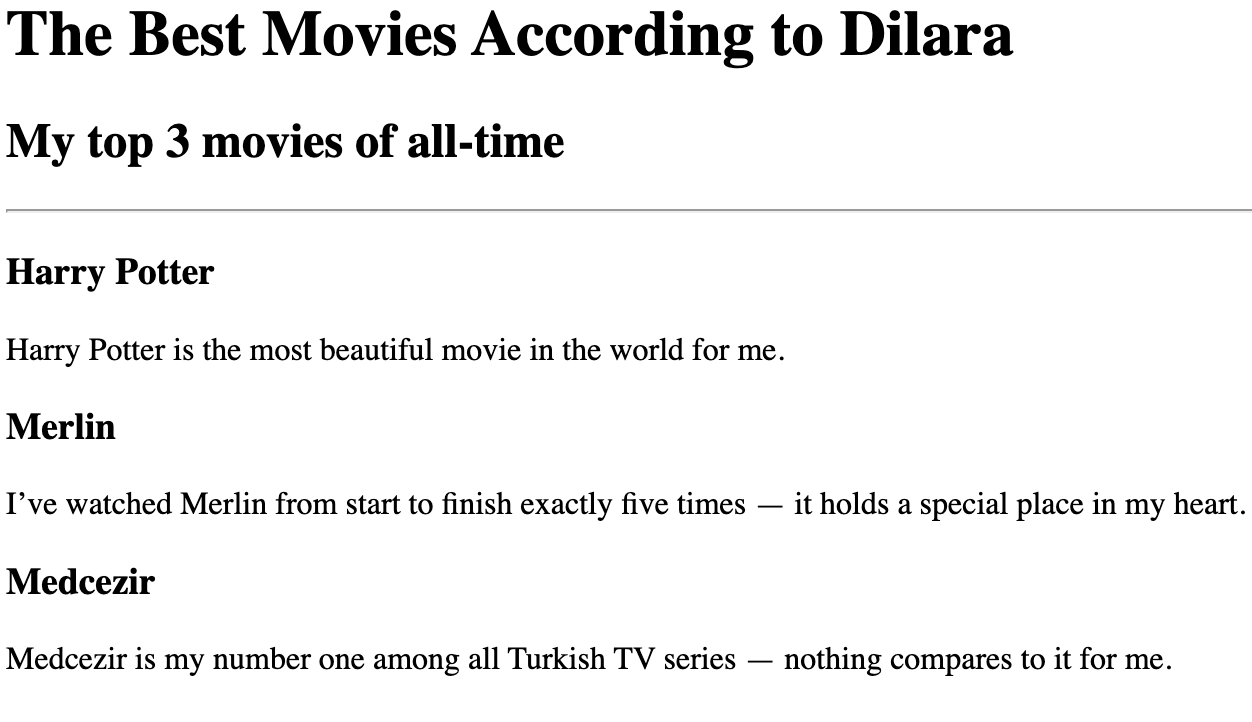 The Best Movies According to Dilara
My top 3 movies of all-time
Harry Potter
Harry Potter is the most beautiful movie in the world for me.
Merlin
I’ve watched Merlin from start to finish exactly five times — it holds a special place in my heart.
Medcezir
Medcezir is my number one among all Turkish TV series — nothing compares to it for me.